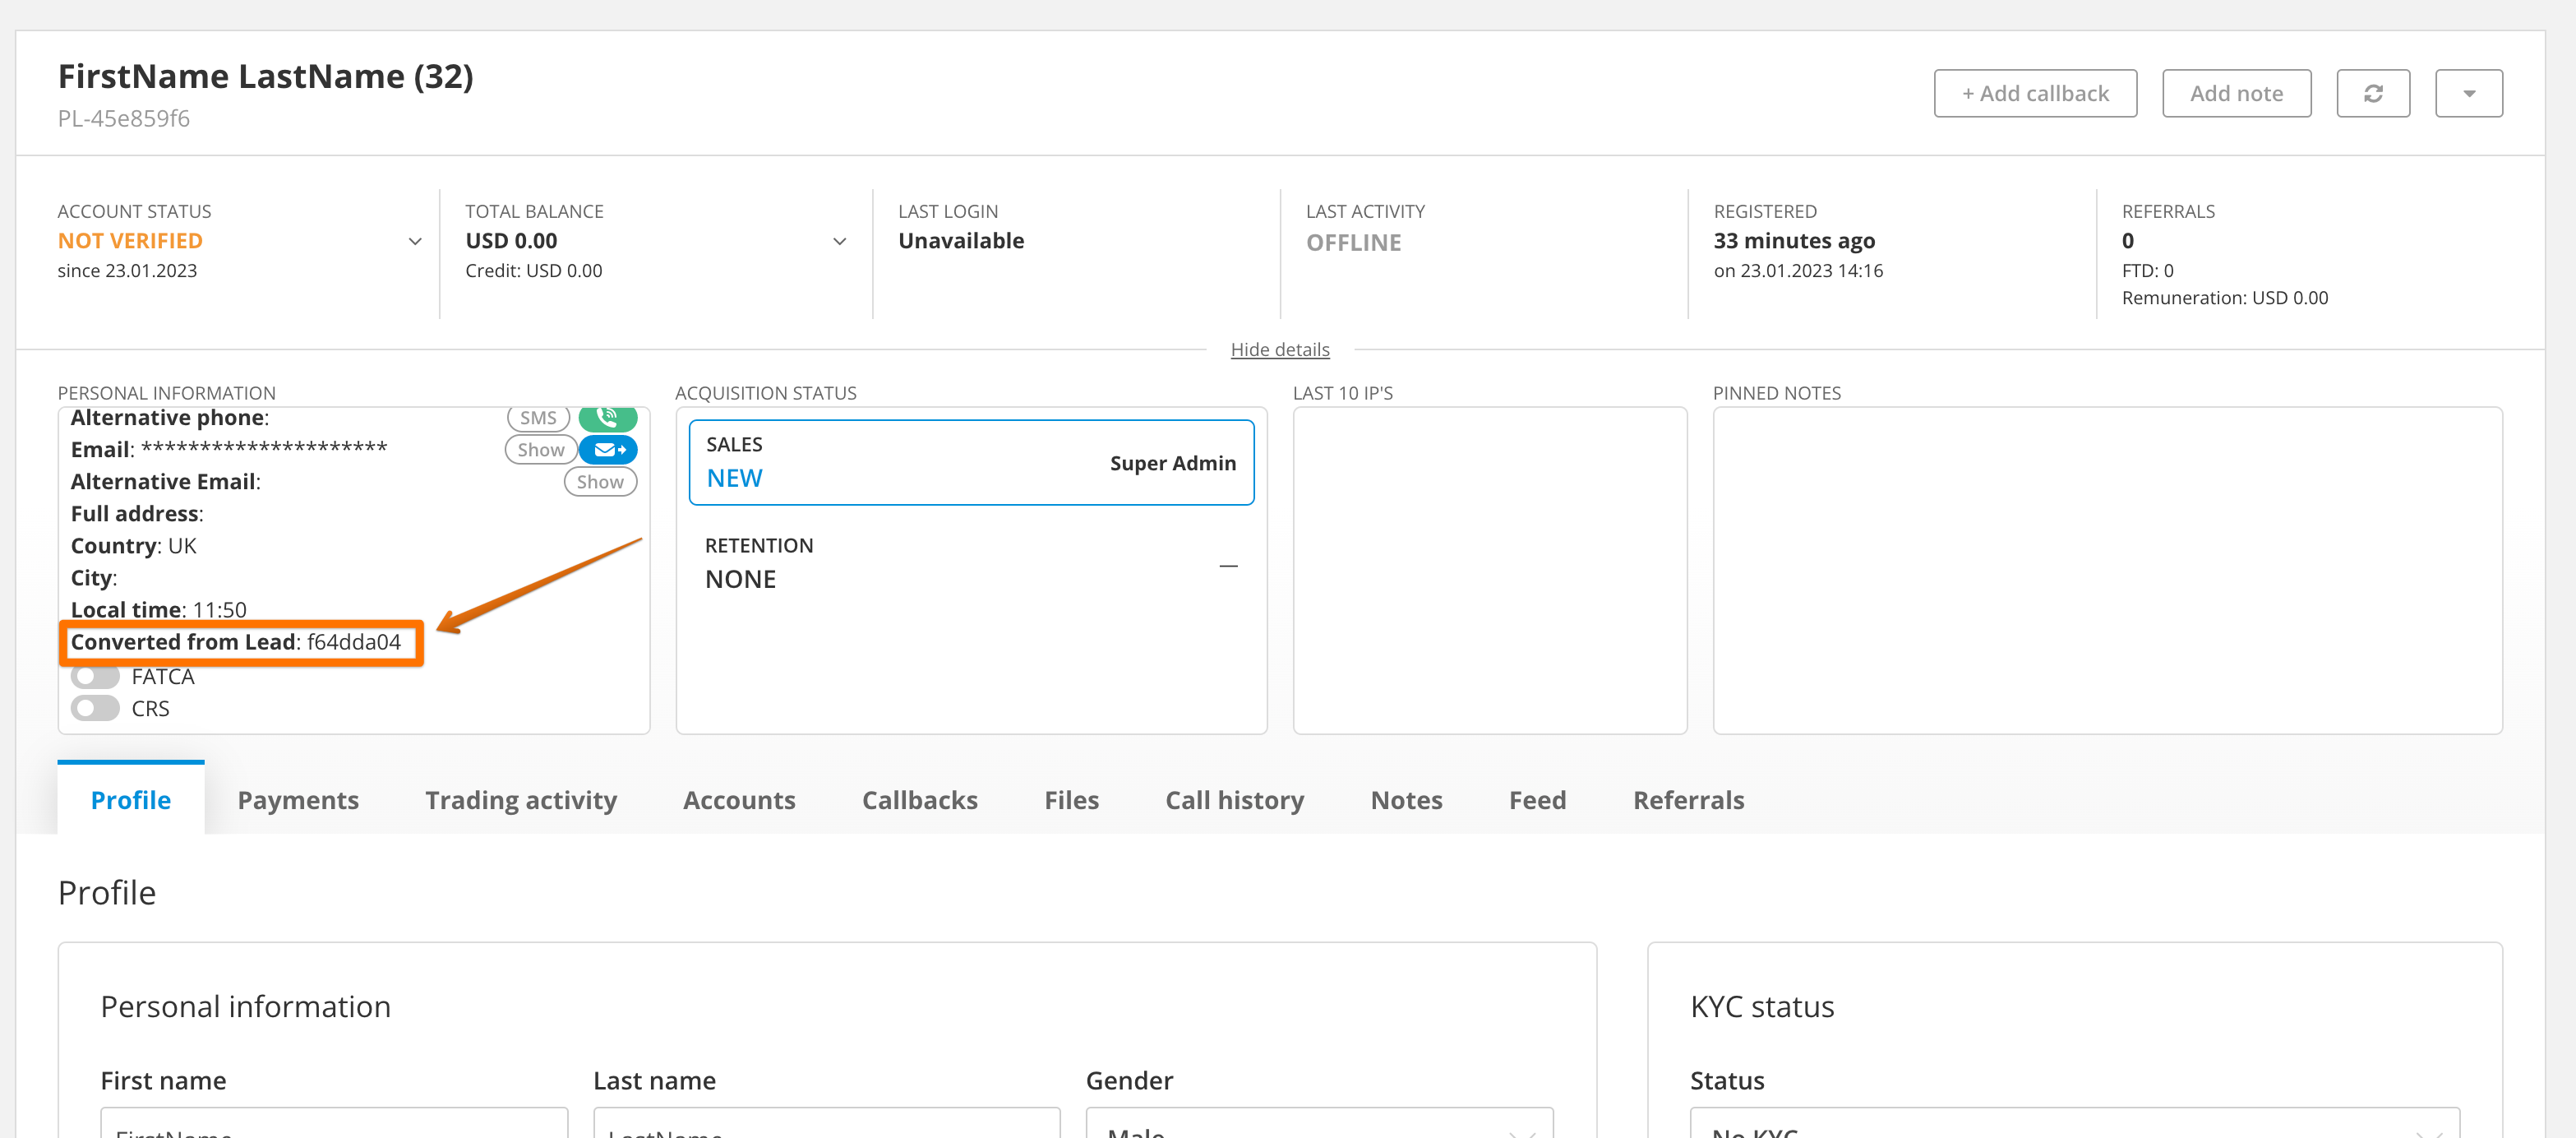 FirstName LastName (32)
PL-45e859f6
+ Add callback
Add note
ACCOUNT STATUS
NOT VERIFIED
since 23.01.2023
TOTAL BALANCE
USD 0.00
Credit: USD 0.00
LAST LOGIN
Unavailable
LAST ACTIVITY
OFFLINE
REGISTERED
33 minutes ago
on 23.01.2023 14:16
REFERRALS
0
FTD: 0
Remuneration: USD 0.00
Hide details
PERSONAL INFORMATION
Alternative phone: SMS
Email: ********************* Show
Alternative Email: Show
Full address:
Country: UK
City:
Local time: 11:50
Converted from Lead: f64dda04
FATCA
CRS
ACQUISITION STATUS
SALES
NEW
Super Admin
RETENTION
NONE
—
LAST 10 IP'S
PINNED NOTES
Profile Payments Trading activity Accounts Callbacks Files Call history Notes Feed Referrals
Profile
Personal information
First name
FirstName
Last name
LastName
Gender
Male
KYC status
Status
No KYC